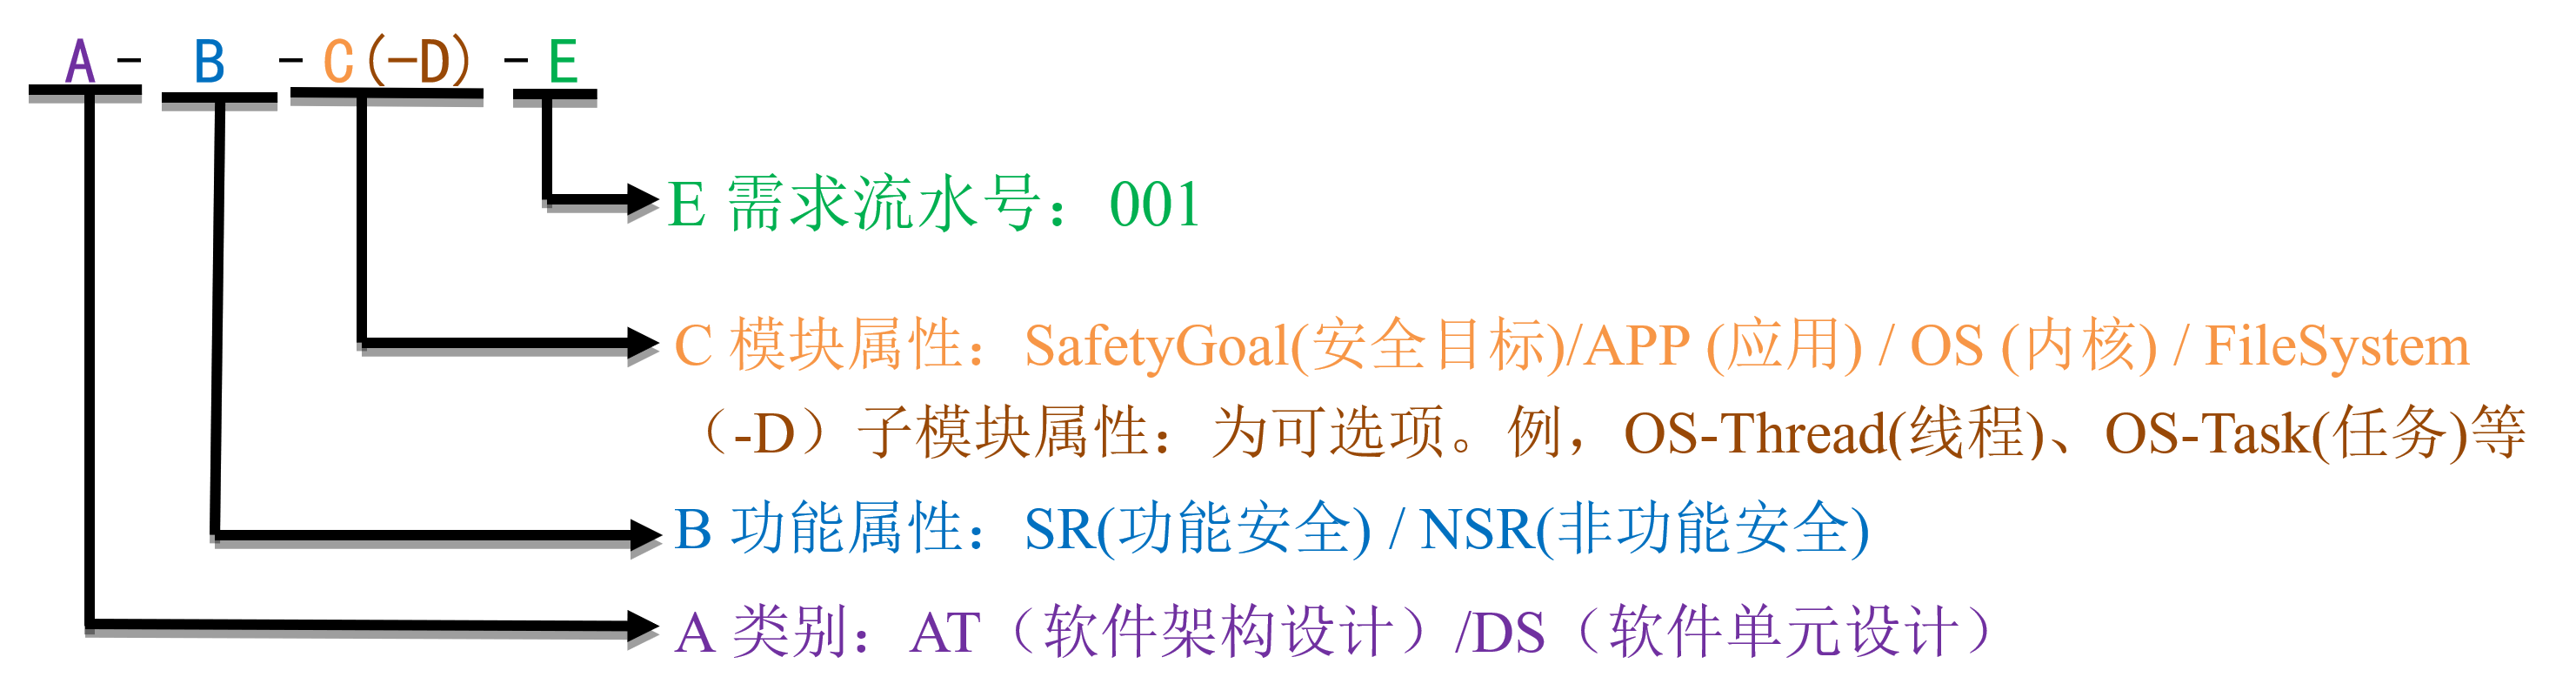 A- B -C(-D) -E
E 需求流水号：001
C 模块属性：SafetyGoal(安全目标)/APP (应用) / OS (内核) / FileSystem
（-D）子模块属性：为可选项。例，OS-Thread(线程)、OS-Task(任务)等
B 功能属性：SR(功能安全) / NSR(非功能安全)
A 类别：AT（软件架构设计）/DS（软件单元设计）